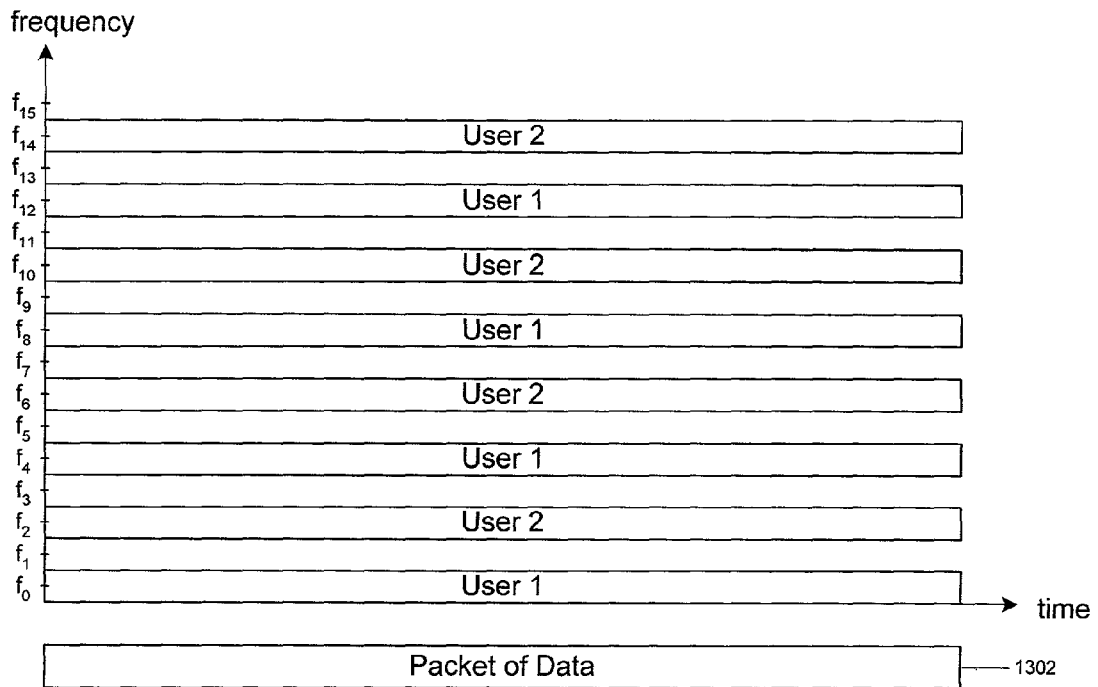 frequency
f15
f14 User 2
f13
f12 User 1
f11
f10 User 2
f9
f8 User 1
f7
f6 User 2
f5
f4 User 1
f3
f2 User 2
f1
f0 User 1
time
Packet of Data 1302